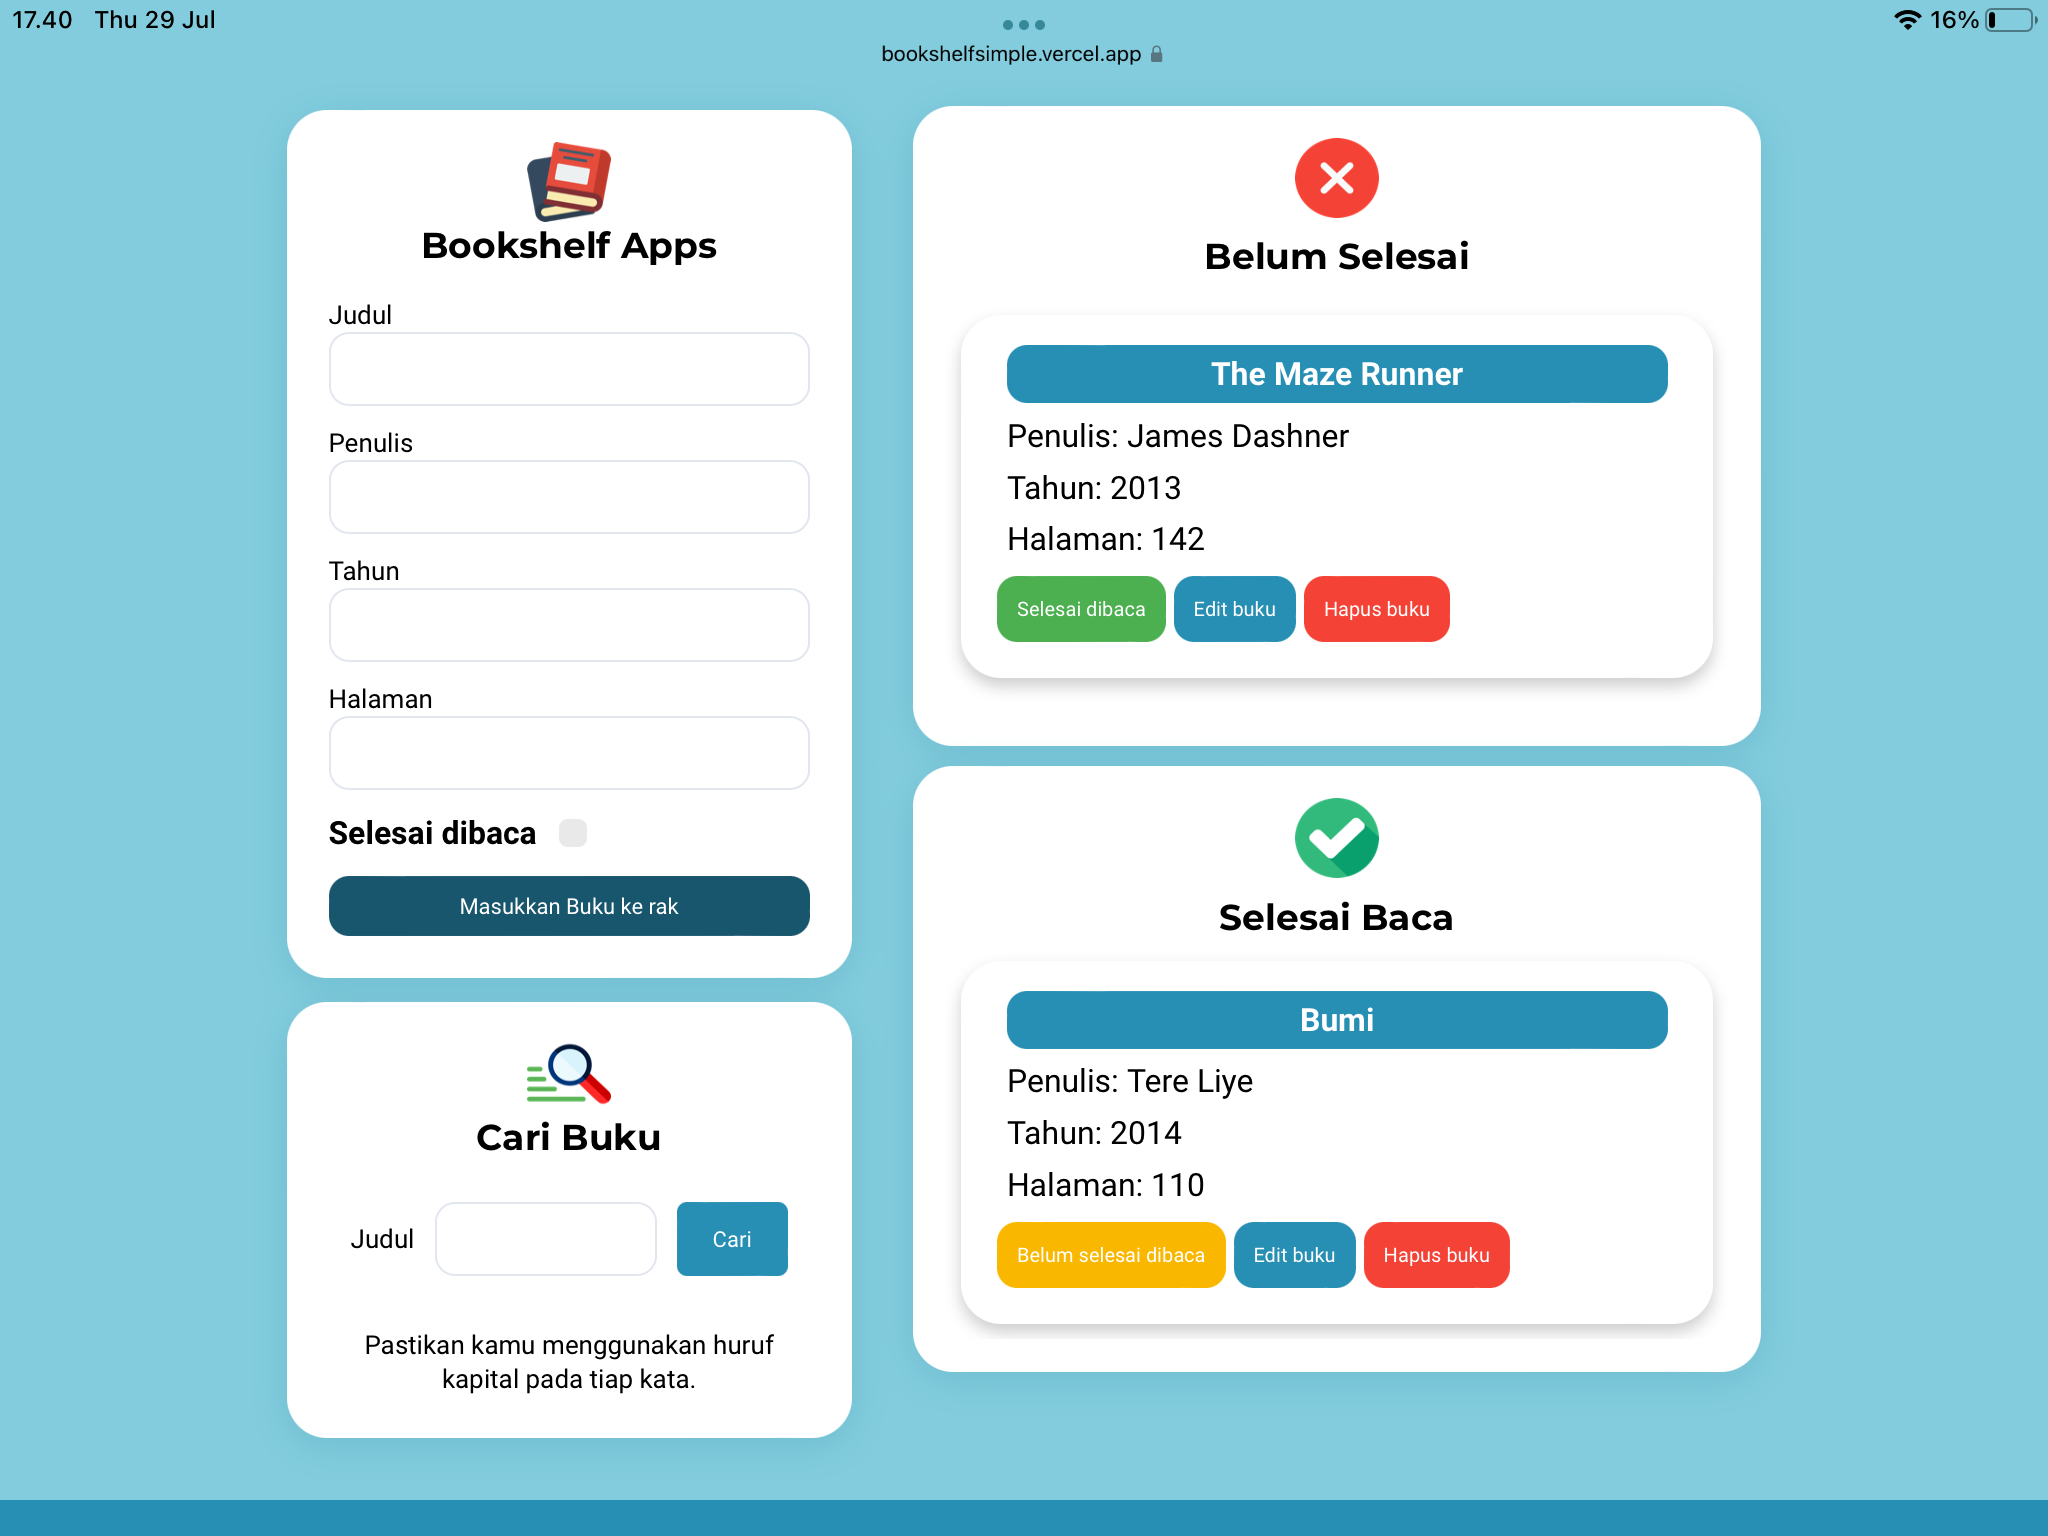 17.40 Thu 29 Jul
16%
bookshelfsimple.vercel.app
Bookshelf Apps
Judul
Penulis
Tahun
Halaman
Selesai dibaca
Masukkan Buku ke rak
Cari Buku
Judul
Cari
Pastikan kamu menggunakan huruf
kapital pada tiap kata.
Belum Selesai
The Maze Runner
Penulis: James Dashner
Tahun: 2013
Halaman: 142
Selesai dibaca
Edit buku
Hapus buku
Selesai Baca
Bumi
Penulis: Tere Liye
Tahun: 2014
Halaman: 110
Belum selesai dibaca
Edit buku
Hapus buku